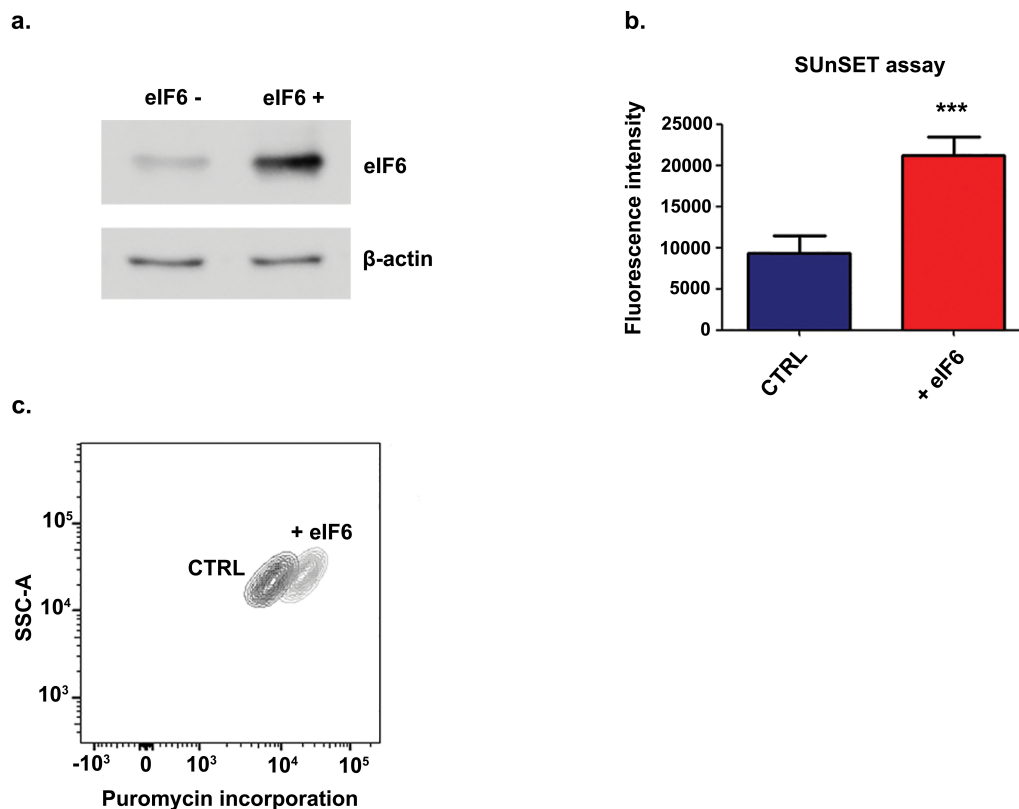 a.
eIF6 -
eIF6 +
eIF6
β-actin
b.
SUnSET assay
***
Fluorescence intensity
25000
20000
15000
10000
5000
0
CTRL
+ eIF6
c.
+ eIF6
CTRL
SSC-A
10⁵
10⁴
10³
-10³ 0 10³ 10⁴ 10⁵
Puromycin incorporation